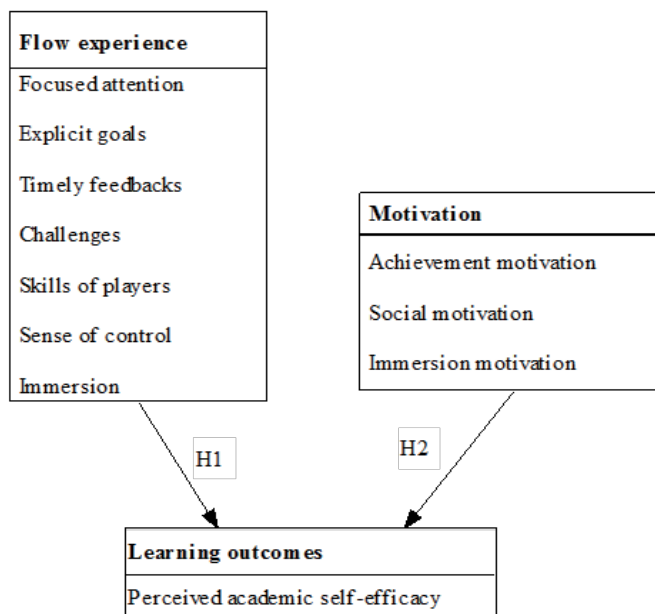 Flow experience
Focused attention
Explicit goals
Timely feedbacks
Challenges
Skills of players
Sense of control
Immersion
Motivation
Achievement motivation
Social motivation
Immersion motivation
H1
H2
Learning outcomes
Perceived academic self-efficacy